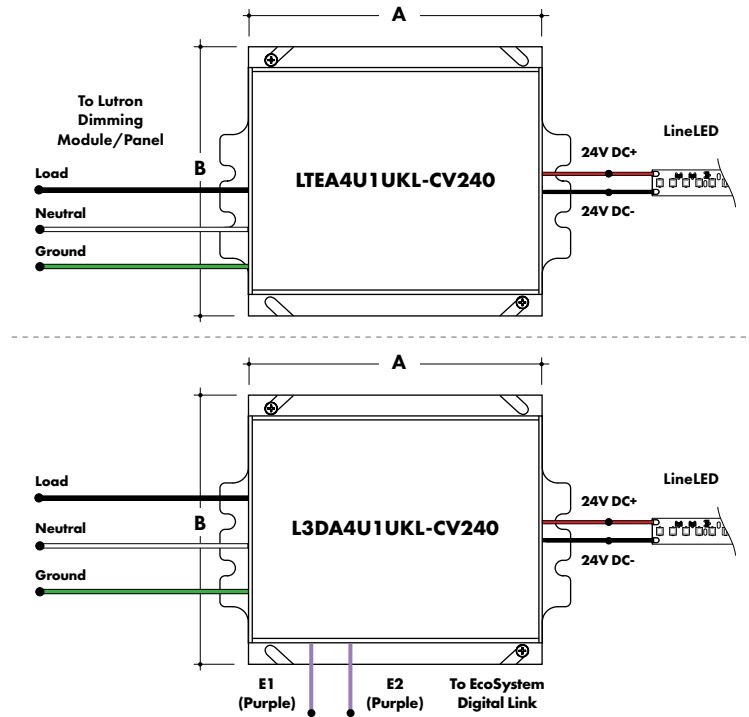 A
To Lutron
Dimming
Module/Panel
B
LTEA4U1UKL-CV240
Load
Neutral
Ground
24V DC+
24V DC-
LineLED
A
B
L3DA4U1UKL-CV240
Load
Neutral
Ground
24V DC+
24V DC-
LineLED
E1
(Purple)
E2
(Purple)
To EcoSystem
Digital Link